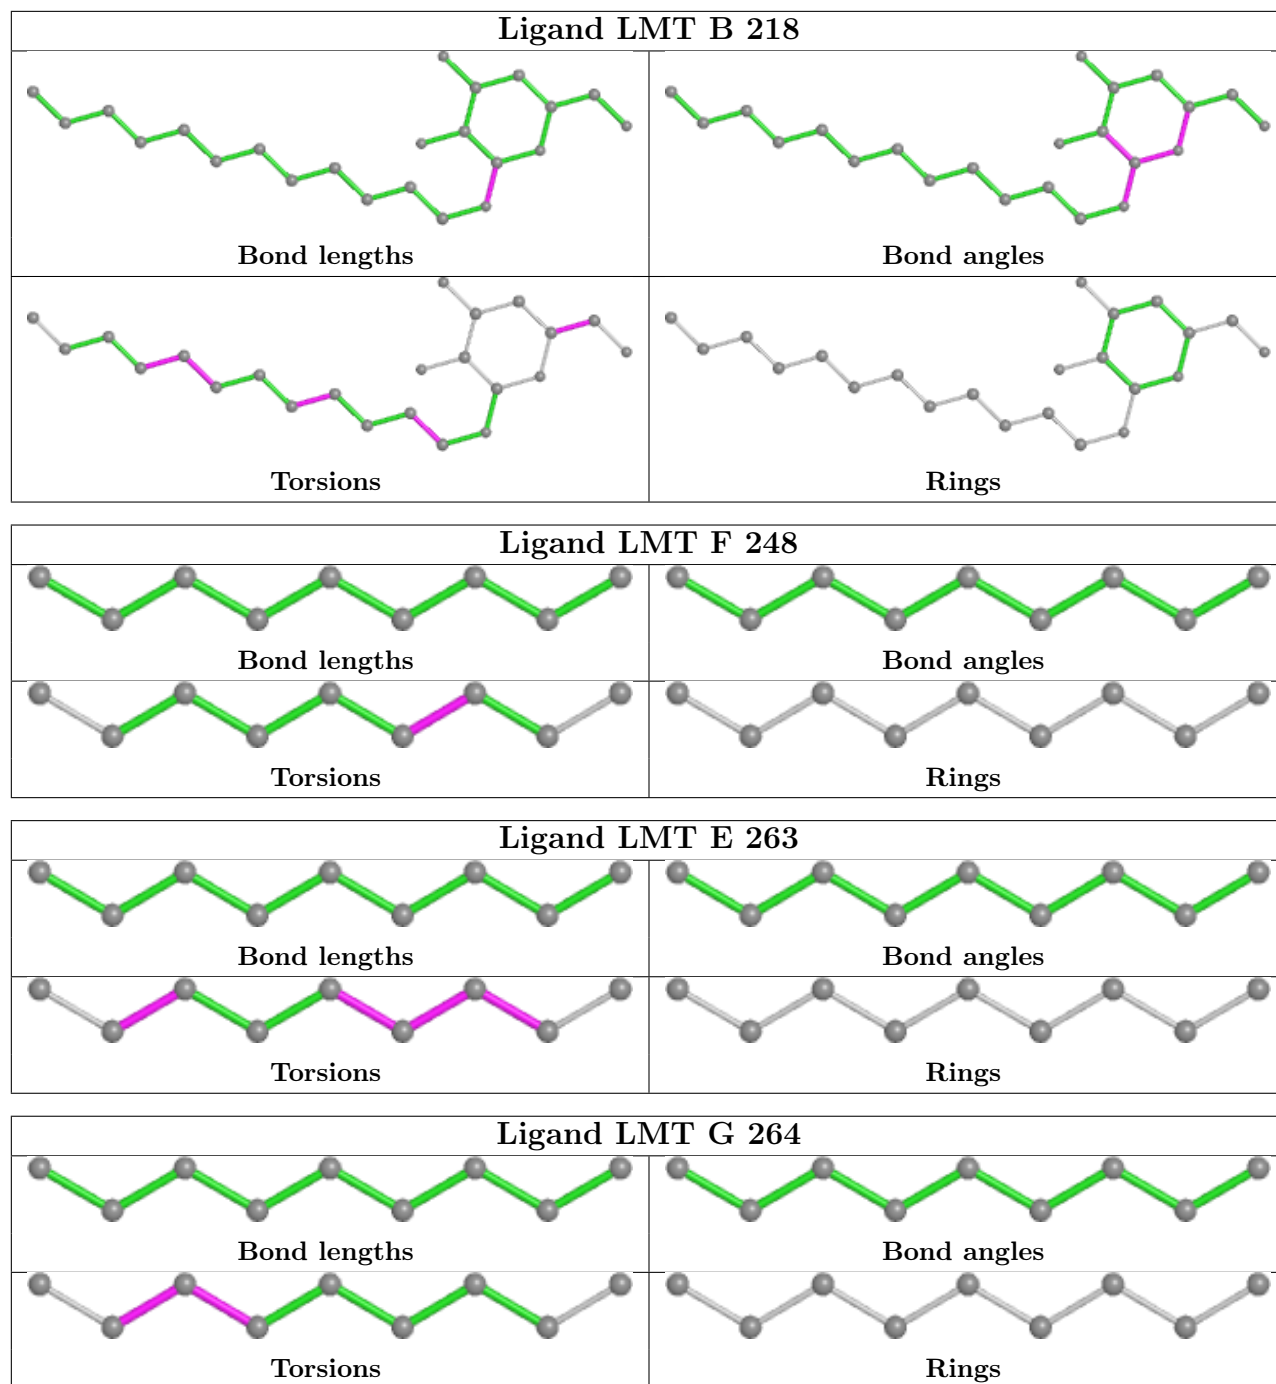 Ligand LMT B 218
Bond lengths
Bond angles
Torsions
Rings
Ligand LMT F 248
Bond lengths
Bond angles
Torsions
Rings
Ligand LMT E 263
Bond lengths
Bond angles
Torsions
Rings
Ligand LMT G 264
Bond lengths
Bond angles
Torsions
Rings